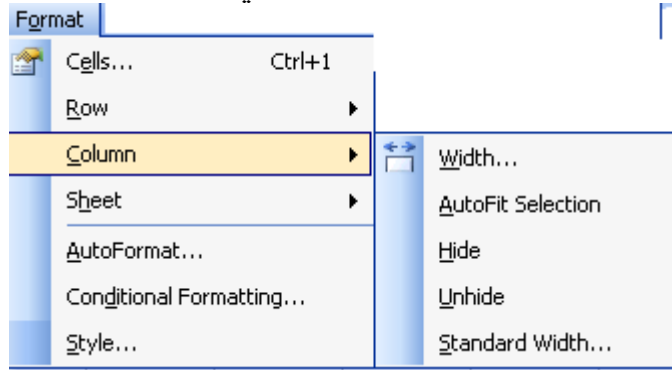 Format
Cells... Ctrl+1
Row
Column
Sheet
AutoFormat...
Conditional Formatting...
Style...
Width...
AutoFit Selection
Hide
Unhide
Standard Width...